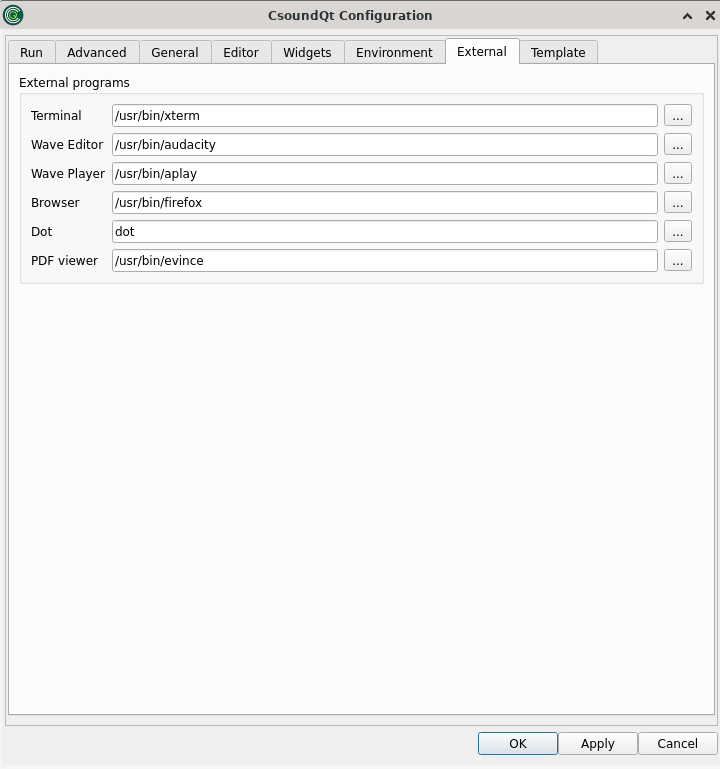 CsoundQt Configuration
Run Advanced General Editor Widgets Environment External Template
External programs
Terminal /usr/bin/xterm ...
Wave Editor /usr/bin/audacity ...
Wave Player /usr/bin/aplay ...
Browser /usr/bin/firefox ...
Dot dot ...
PDF viewer /usr/bin/evince ...
OK Apply Cancel